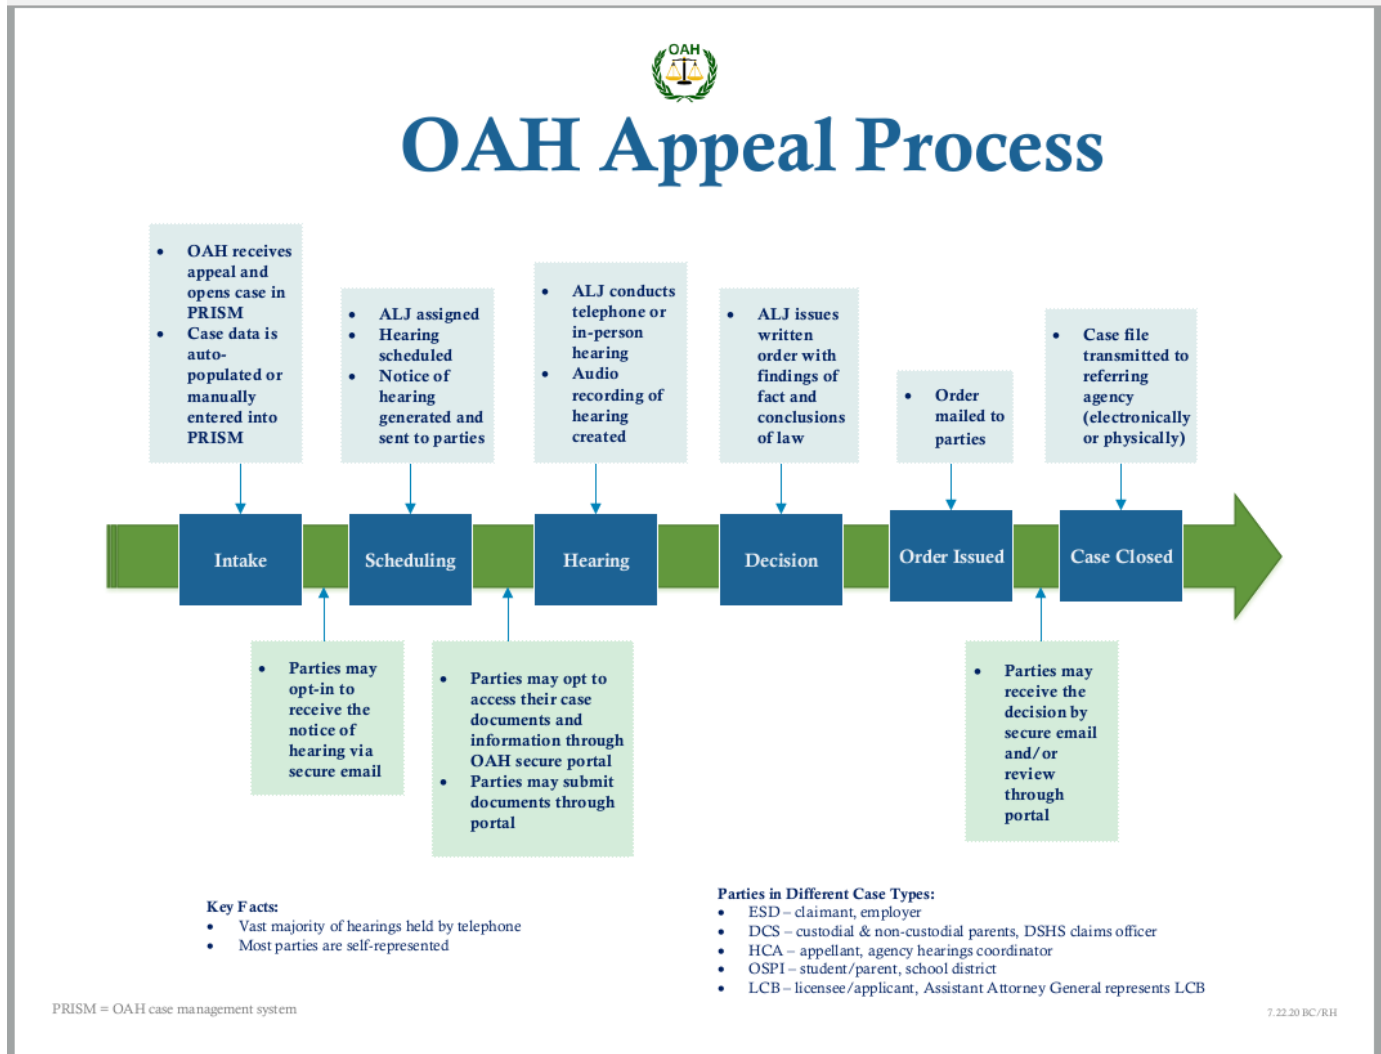 OAH
OAH Appeal Process
• OAH receives
appeal and
opens case in
PRISM
• Case data is
auto-
populated or
manually
entered into
PRISM
• ALJ assigned
• Hearing
scheduled
• Notice of
hearing
generated and
sent to parties
• ALJ conducts
telephone or
in-person
hearing
• Audio
recording of
hearing
created
• ALJ issues
written
order with
findings of
fact and
conclusions
of law
• Order
mailed to
parties
• Case file
transmitted to
referring
agency
(electronically
or physically)
Intake
Scheduling
Hearing
Decision
Order Issued
Case Closed
• Parties may
opt-in to
receive the
notice of
hearing via
secure email
• Parties may opt to
access their case
documents and
information through
OAH secure portal
• Parties may submit
documents through
portal
• Parties may
receive the
decision by
secure email
and/or
review
through
portal
Key Facts:
• Vast majority of hearings held by telephone
• Most parties are self-represented
Parties in Different Case Types:
• ESD – claimant, employer
• DCS – custodial & non-custodial parents, DSHS claims officer
• HCA – appellant, agency hearings coordinator
• OSPI – student/parent, school district
• LCB – licensee/applicant, Assistant Attorney General represents LCB
PRISM = OAH case management system
7.22.20 BC/RH